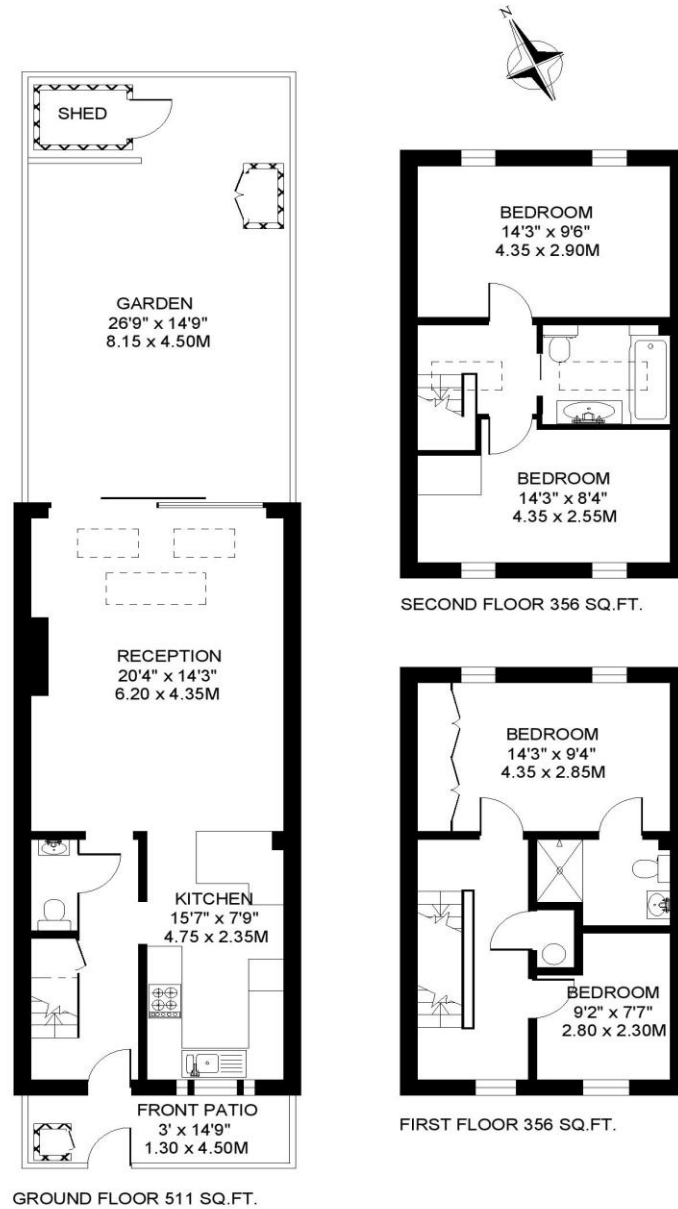 N
SHED
GARDEN
26'9" x 14'9"
8.15 x 4.50M
RECEPTION
20'4" x 14'3"
6.20 x 4.35M
KITCHEN
15'7" x 7'9"
4.75 x 2.35M
FRONT PATIO
3' x 14'9"
1.30 x 4.50M
GROUND FLOOR 511 SQ.FT.
BEDROOM
14'3" x 9'6"
4.35 x 2.90M
BEDROOM
14'3" x 8'4"
4.35 x 2.55M
SECOND FLOOR 356 SQ.FT.
BEDROOM
14'3" x 9'4"
4.35 x 2.85M
BEDROOM
9'2" x 7'7"
2.80 x 2.30M
FIRST FLOOR 356 SQ.FT.